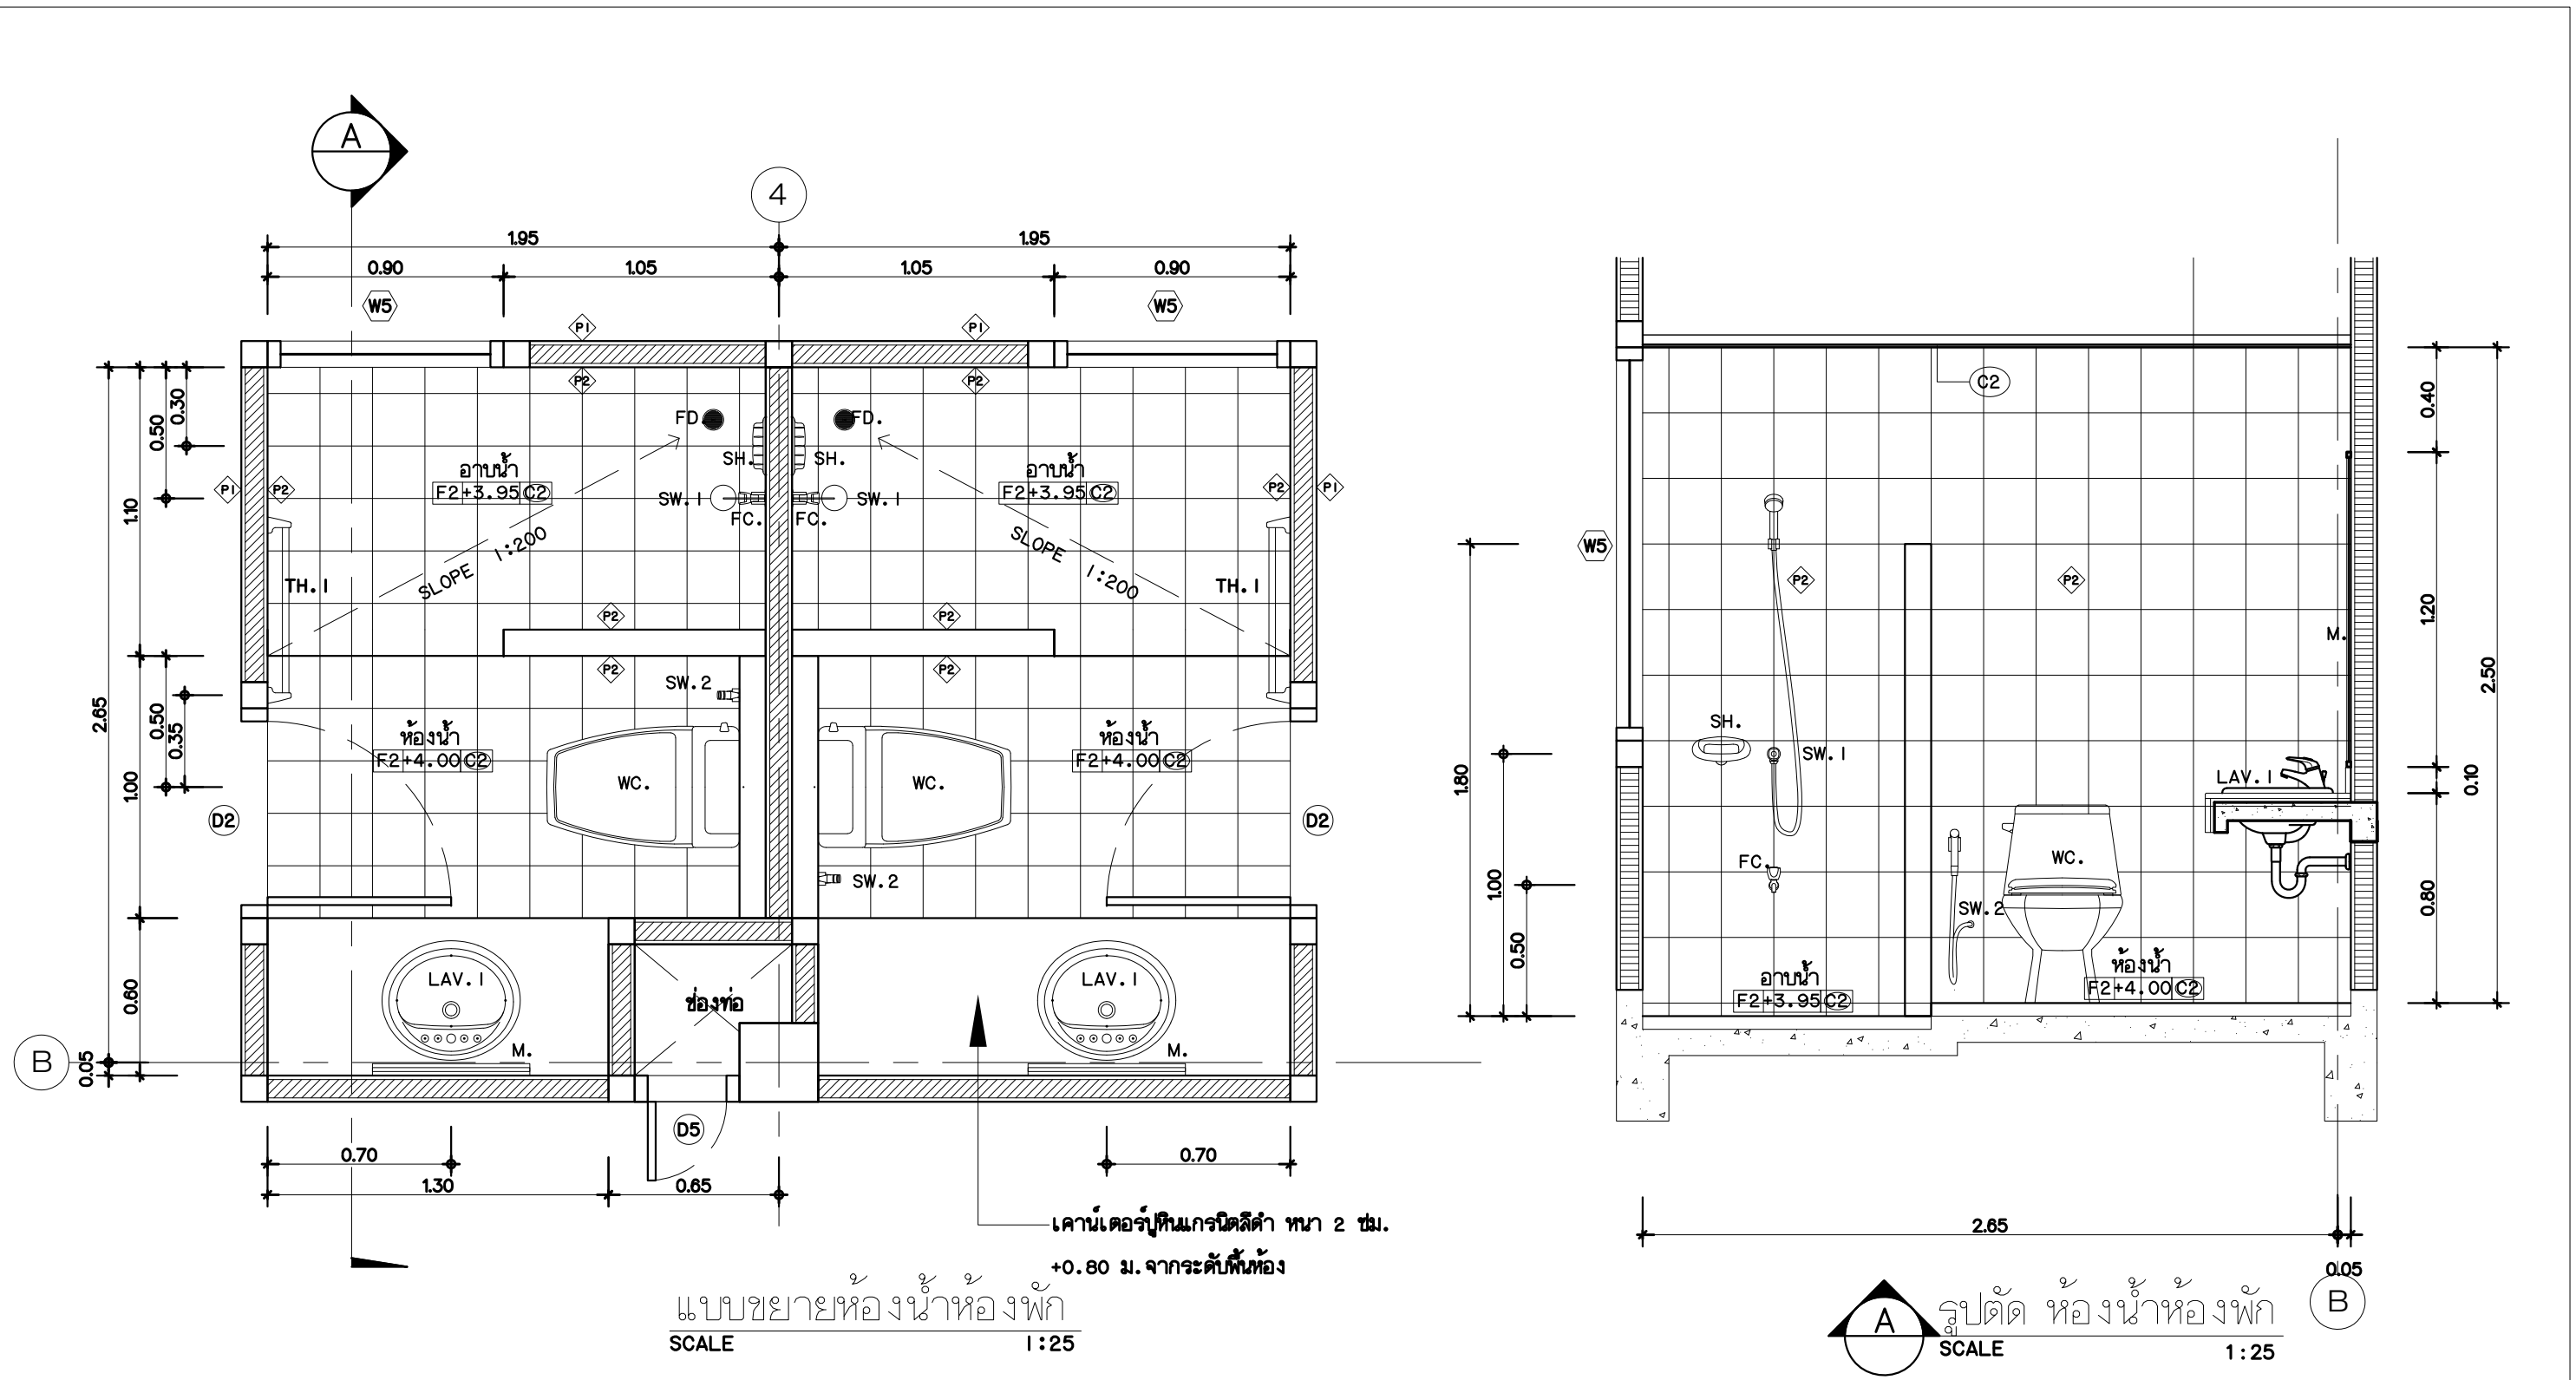 A
4
1.95 1.95
0.90 1.05 1.05 0.90
W5 W5
P1 P1
P2 P2
FD. FD.
SH. SH.
อาบน้ำ อาบน้ำ
F2 +3.95 C2 F2 +3.95 C2
P1 P2 P2 P1
SW.1 SW.1
FC. FC.
SLOPE 1:200 SLOPE 1:200
TH.1 TH.1
P2 P2
P2 P2
SW.2
ห้องน้ำ ห้องน้ำ
F2 +4.00 C2 F2 +4.00 C2
WC. WC.
D2 D2
SW.2
LAV.1 LAV.1
ช่องท่อ
M. M.
B
D5
0.30
0.50
1.10
2.65
0.50
0.35
1.00
0.60
0.05
0.70 0.70
1.30 0.65
เคาน์เตอร์ปูหินแกรนิตสีดำ หนา 2 ซม.
+0.80 ม.จากระดับพื้นห้อง
แบบขยายห้องน้ำห้องพัก
SCALE 1:25
C2
W5
P2 P2
0.40
1.20
2.50
0.10
0.80
M.
SH.
SW.1
LAV.1
1.80
1.00
0.50
FC.
WC.
SW.2
อาบน้ำ
F2 +3.95 C2
ห้องน้ำ
F2 +4.00 C2
2.65
0.05
B
A
รูปตัด ห้องน้ำห้องพัก
SCALE 1:25